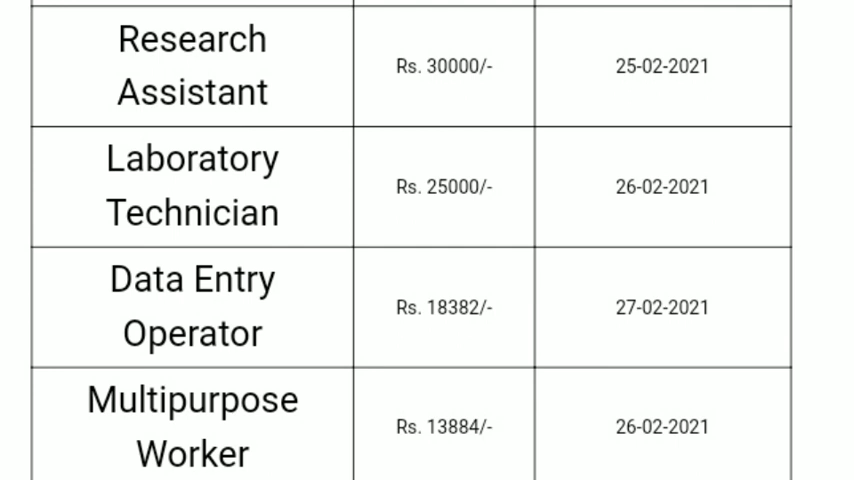 Research
Assistant
Rs. 30000/-
25-02-2021
Laboratory
Technician
Rs. 25000/-
26-02-2021
Data Entry
Operator
Rs. 18382/-
27-02-2021
Multipurpose
Worker
Rs. 13884/-
26-02-2021